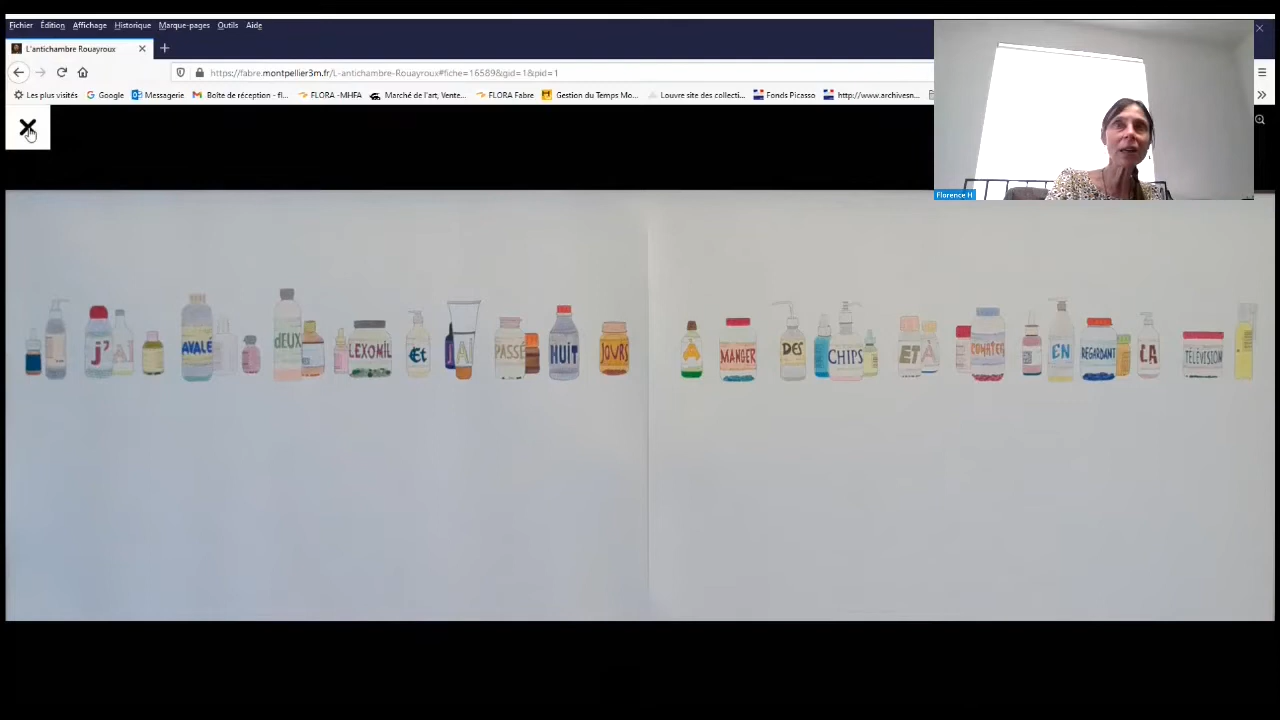 Fichier Édition Affichage Historique Marque-pages Outils Aide
L'antichambre Rouayroux
https://fabre.montpellier3m.fr/L-antichambre-Rouayroux#fiche=16589&gid=1&pid=1
Les plus visités Google Messagerie Boîte de réception - fl... FLORA -MHFA Marché de l'art, Vente... FLORA Fabre Gestion du Temps Mo... Louvre site des collecti... Fonds Picasso http://www.archivesn...
Florence H
J'AI AVALÉ dEUX LEXOMIL Et J'AI PASSÉ HUIT JOURS A MANGER DES CHIPS ET A EN REGARDANT LA TÉLÉVISION